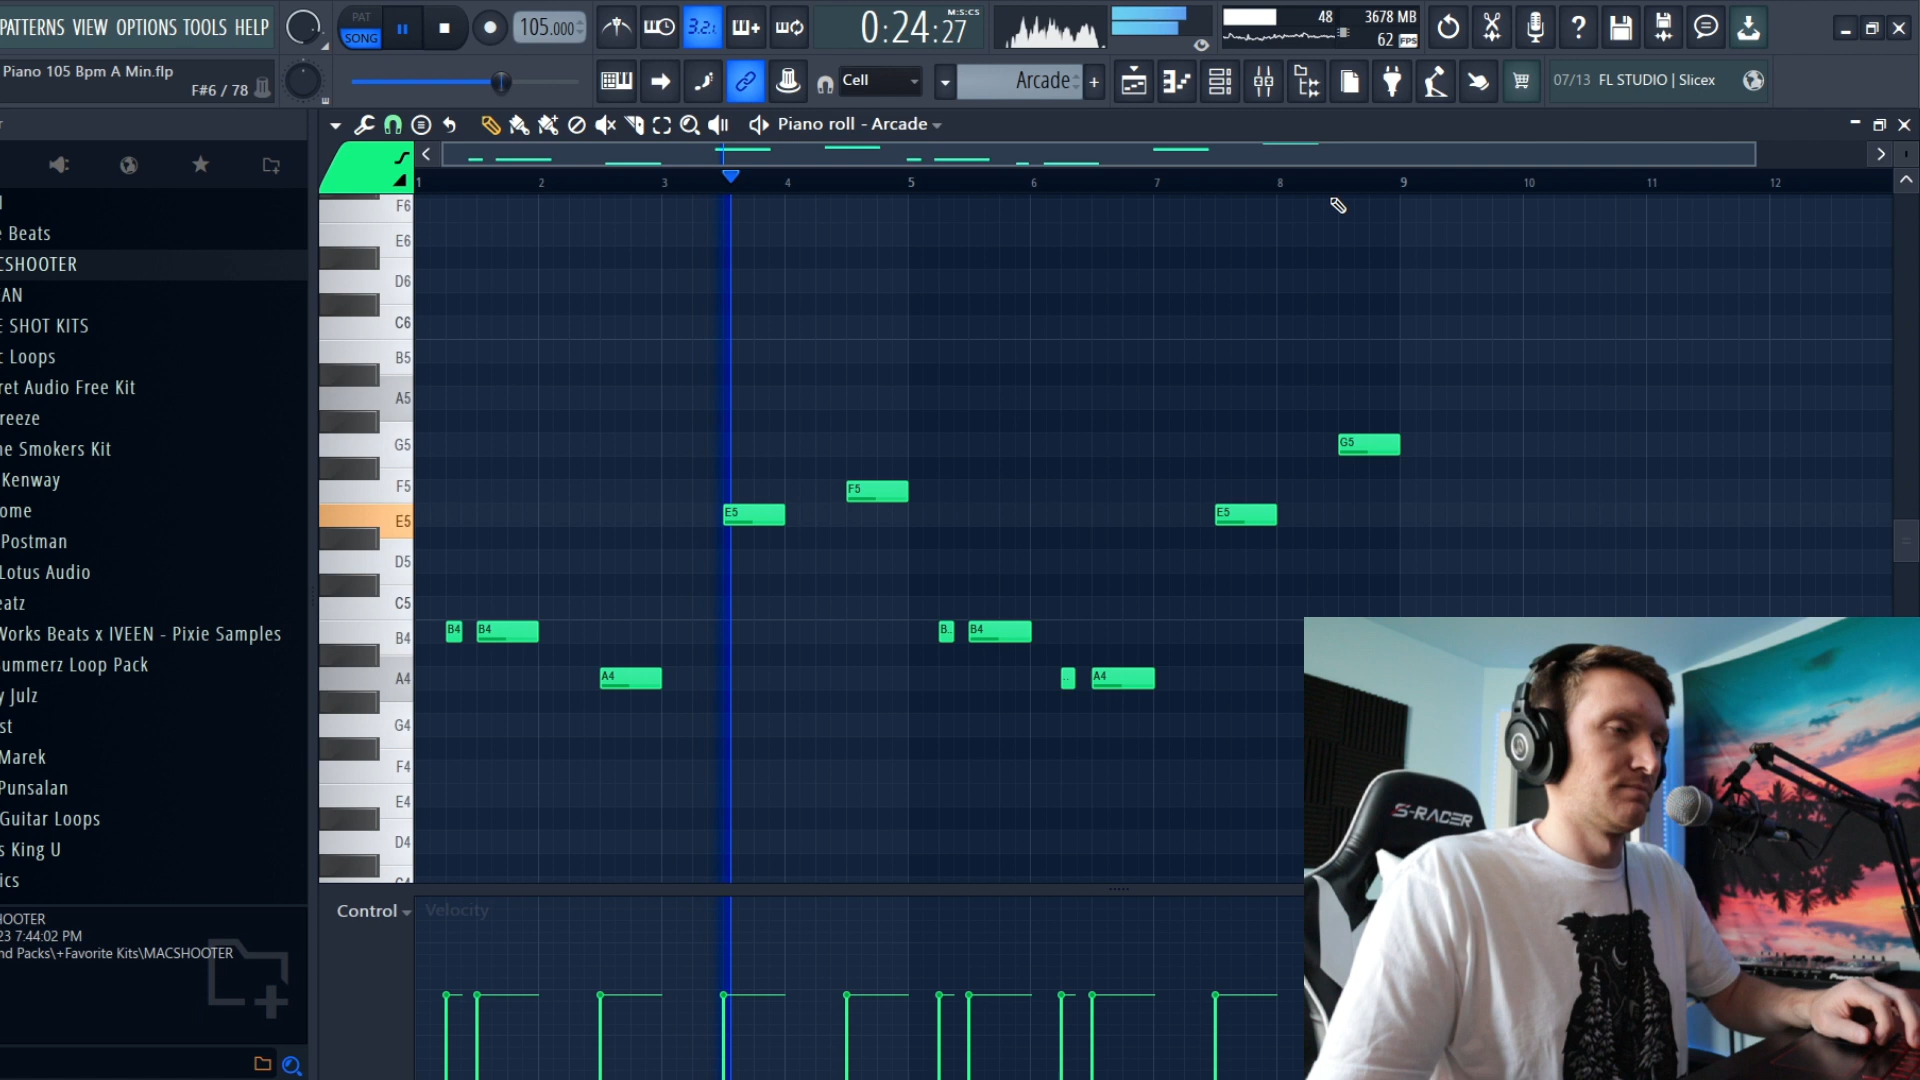 PATTERNS VIEW OPTIONS TOOLS HELP
PAT
SONG
105.000
3.2.
0:24:27
M:S:CS
48
3678 MB
62 FPS
Piano 105 Bpm A Min.flp
F#6 / 78
Cell
Arcade
07/13 FL STUDIO | Slicex
Piano roll - Arcade
1 2 3 4 5 6 7 8 9 10 11 12
e Beats
CSHOOTER
E SHOT KITS
c Loops
ret Audio Free Kit
reeze
ne Smokers Kit
Kenway
ome
Postman
Lotus Audio
eatz
Works Beats x IVEEN - Pixie Samples
ummerz Loop Pack
y Julz
st
Marek
Punsalan
Guitar Loops
s King U
ics
HOOTER
23 7:44:02 PM
nd Packs\+Favorite Kits\MACSHOOTER
F6
E6
D6
C6
B5
A5
G5
F5
E5
D5
C5
B4
A4
G4
F4
E4
D4
C4
G5
F5
E5
E5
B4
B4
B..
B4
A4
..
A4
Control
Velocity
S-RACER